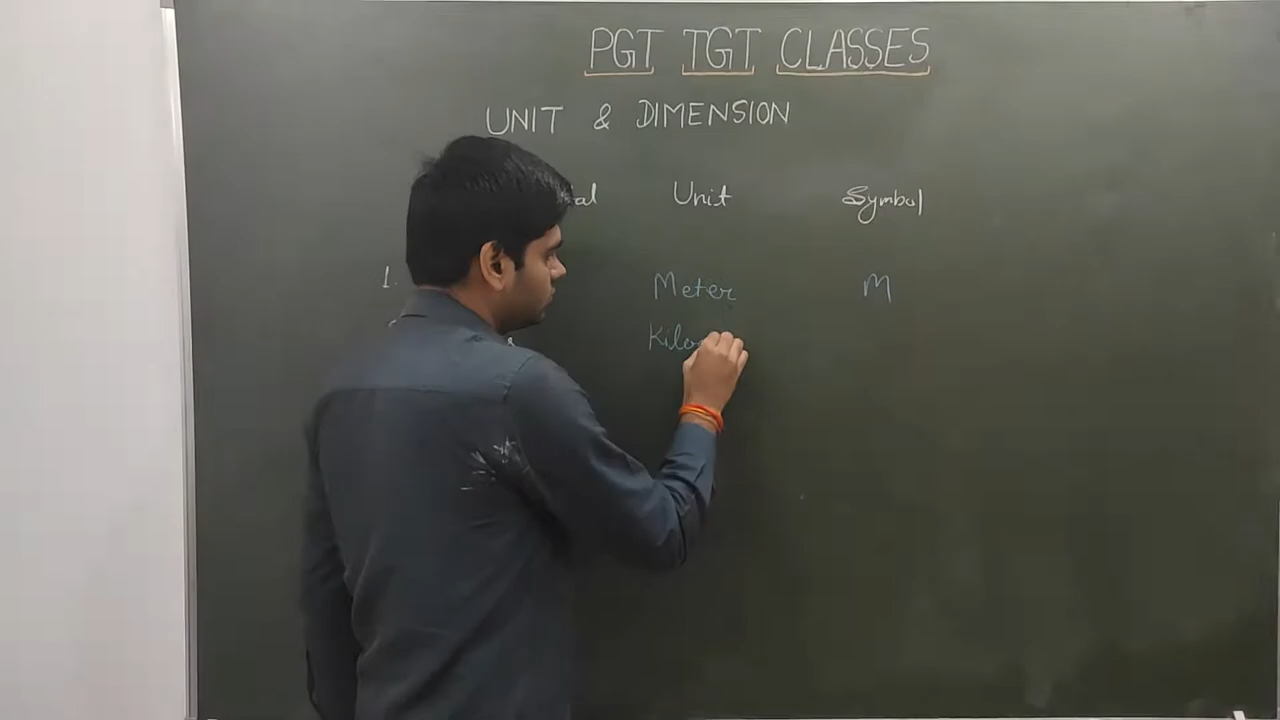 PGT TGT CLASSES
UNIT & DIMENSION
Unit Symbol
1. Meter M